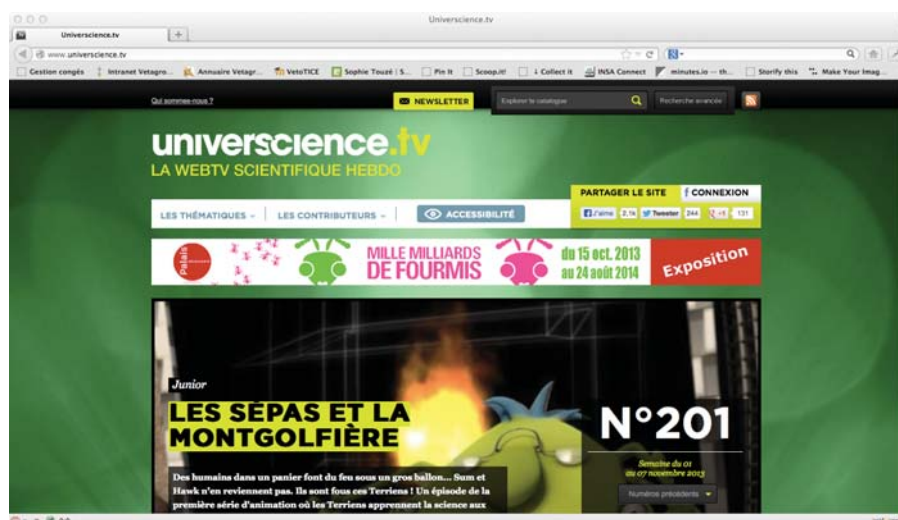 Universcience.tv
Universcience.tv
www.universcience.tv
Gestion congés Intranet Vetagro... Annuaire Vetagr... VetoTICE Sophie Touzé | S... Pin It Scoop.it! Collect it INSA Connect minutes.io — th... Storify this Make Your Imag...
Qui sommes-nous ? NEWSLETTER Explorer le catalogue Recherche avancée
universcience.tv
LA WEBTV SCIENTIFIQUE HEBDO
PARTAGER LE SITE f CONNEXION
LES THÉMATIQUES LES CONTRIBUTEURS ACCESSIBILITÉ
J'aime 2.1k Tweeter 244 +1 131
Palais
MILLE MILLIARDS
DE FOURMIS
du 15 oct. 2013
au 24 août 2014
Exposition
Junior
LES SÉPAS ET LA
MONTGOLFIÈRE
Des humains dans un panier font du feu sous un gros ballon... Sum et
Hawk n'en reviennent pas. Ils sont fous ces Terriens ! Un épisode de la
première série d'animation où les Terriens apprennent la science aux
N°201
Semaine du 01
au 07 novembre 2013
Numéros précédents